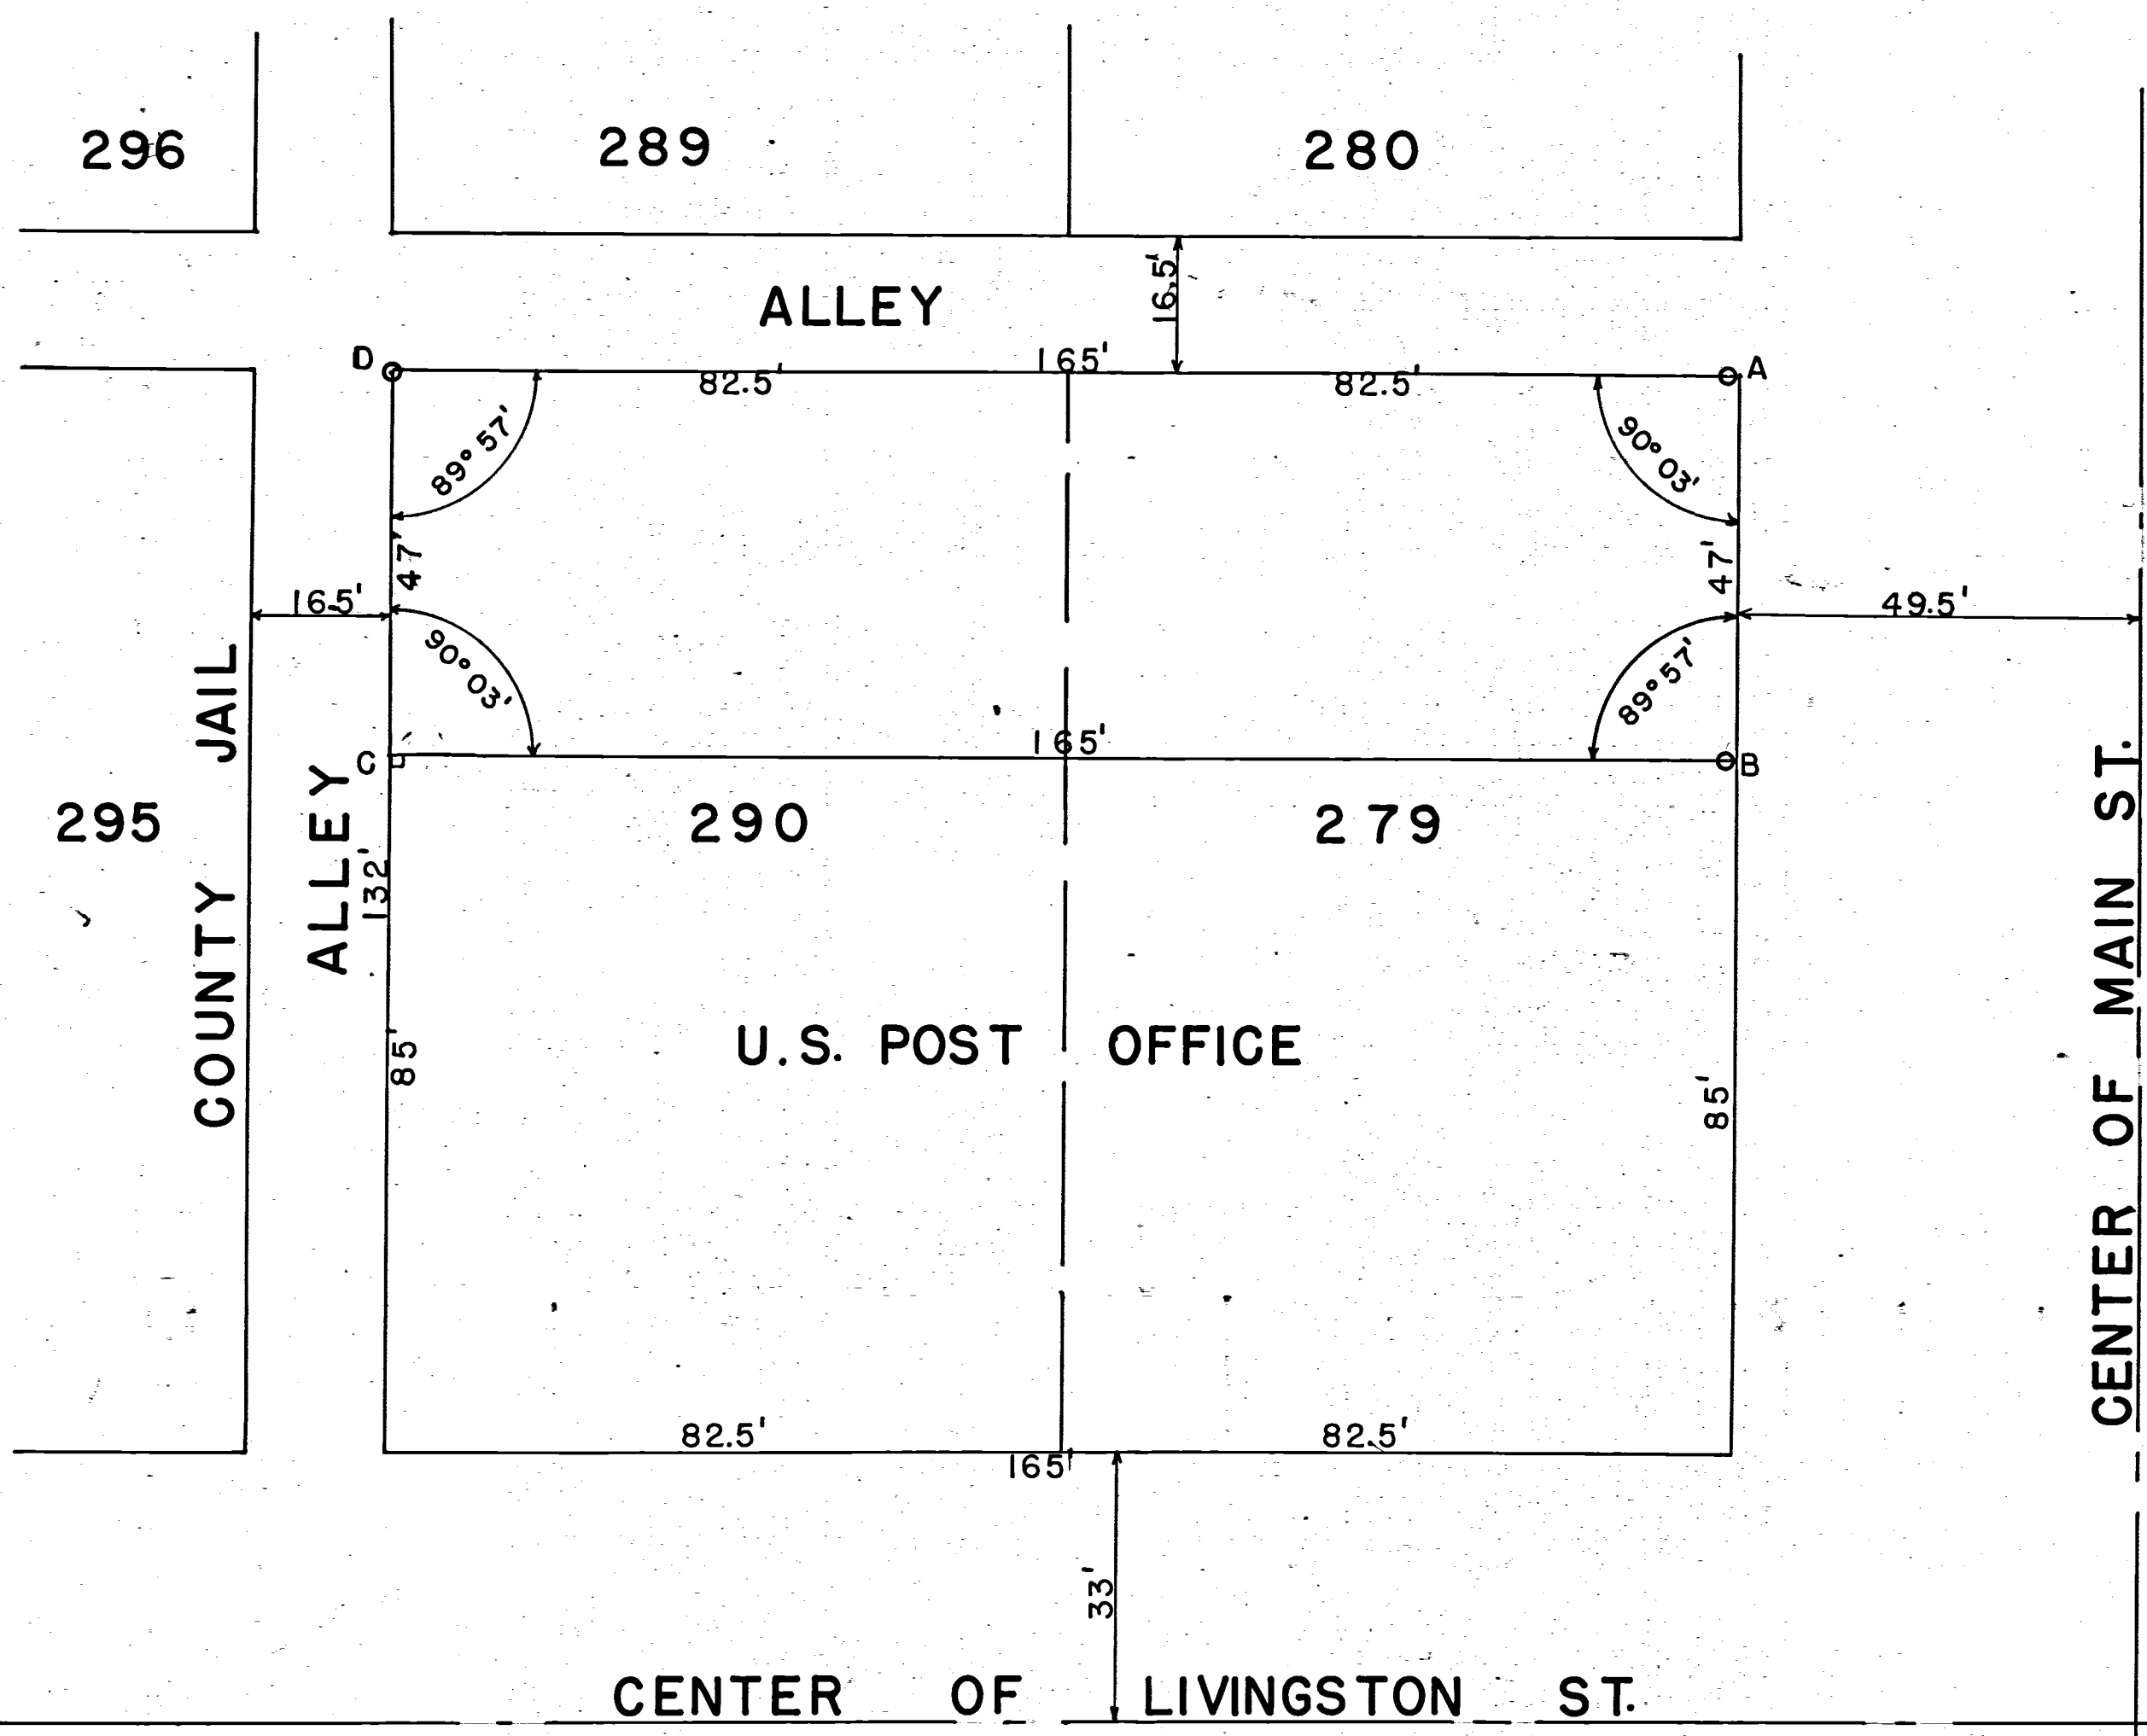 296
289
280
ALLEY
16.5'
D
165'
A
82.5'
82.5'
89° 57'
90° 03'
47'
47'
16.5'
49.5'
90° 03'
89° 57'
165'
C
B
COUNTY JAIL
ALLEY
295
290
279
132'
U.S. POST OFFICE
85'
85'
CENTER OF MAIN ST.
82.5'
82.5'
165'
33'
CENTER OF LIVINGSTON ST.